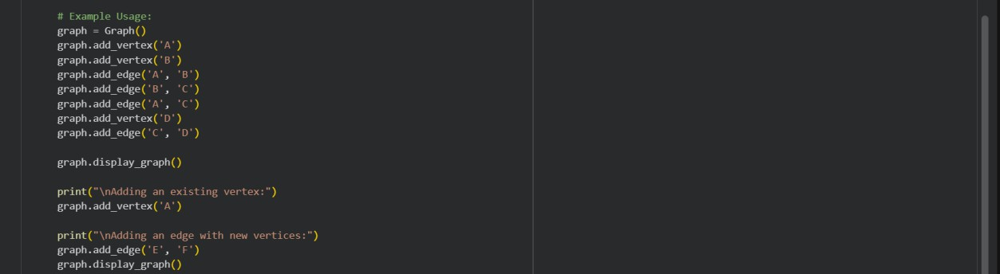 # Example Usage:
graph = Graph()
graph.add_vertex('A')
graph.add_vertex('B')
graph.add_edge('A', 'B')
graph.add_edge('B', 'C')
graph.add_edge('A', 'C')
graph.add_vertex('D')
graph.add_edge('C', 'D')
graph.display_graph()
print("\nAdding an existing vertex:")
graph.add_vertex('A')
print("\nAdding an edge with new vertices:")
graph.add_edge('E', 'F')
graph.display_graph()